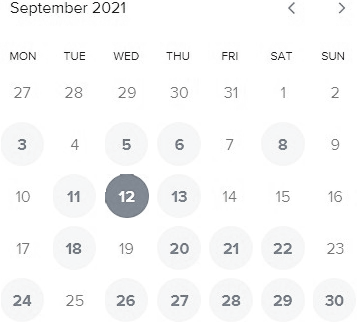 September 2021
MON TUE WED THU FRI SAT SUN
27 28 29 30 31 1 2
3 4 5 6 7 8 9
10 11 12 13 14 15 16
17 18 19 20 21 22 23
24 25 26 27 28 29 30